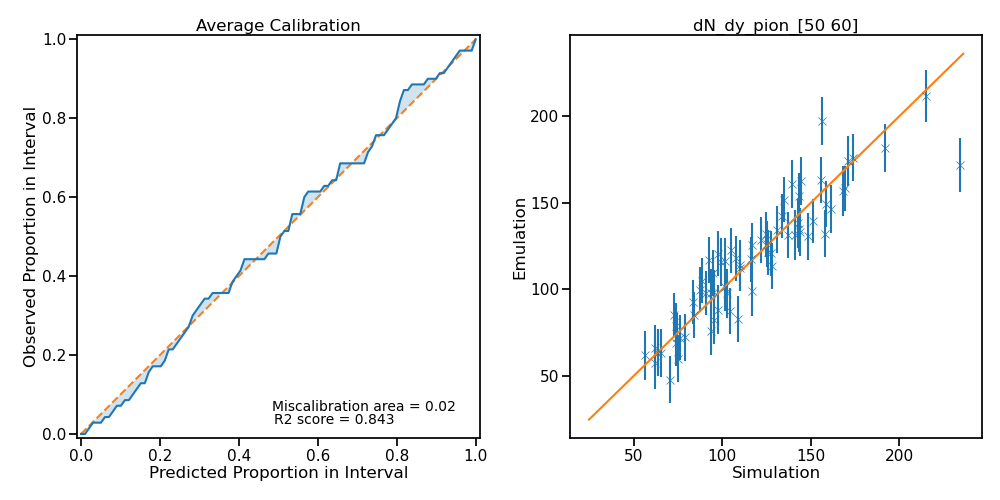 Average Calibration
1.0
0.8
0.6
0.4
0.2
0.0
Observed Proportion in Interval
Miscalibration area = 0.02
R2 score = 0.843
0.0 0.2 0.4 0.6 0.8 1.0
Predicted Proportion in Interval
dN_dy_pion [50 60]
200
150
100
50
Emulation
50 100 150 200
Simulation